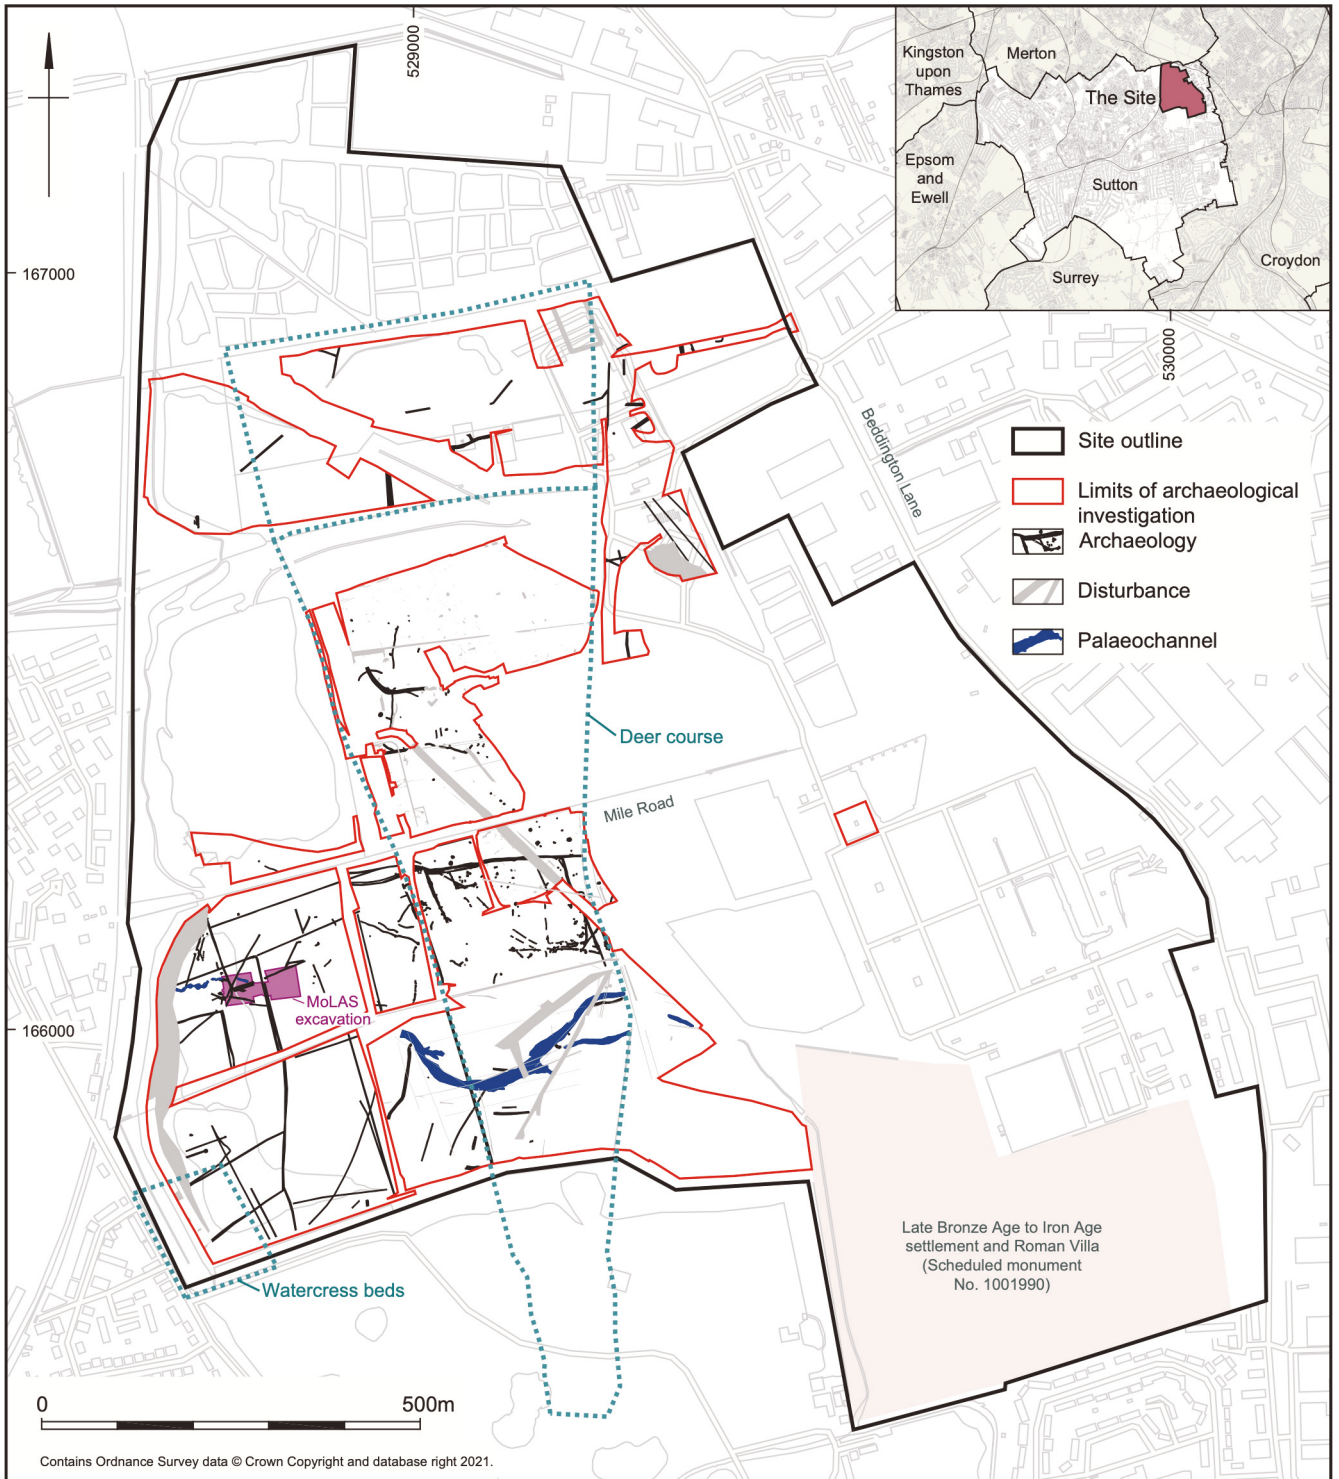 529000
Kingston
upon
Thames
Merton
The Site
Epsom
and
Ewell
Sutton
Croydon
Surrey
167000
530000
Beddington Lane
Site outline
Limits of archaeological
investigation
Archaeology
Disturbance
Palaeochannel
Deer course
Mile Road
MoLAS
excavation
166000
Late Bronze Age to Iron Age
settlement and Roman Villa
(Scheduled monument
No. 1001990)
Watercress beds
0
500m
Contains Ordnance Survey data © Crown Copyright and database right 2021.